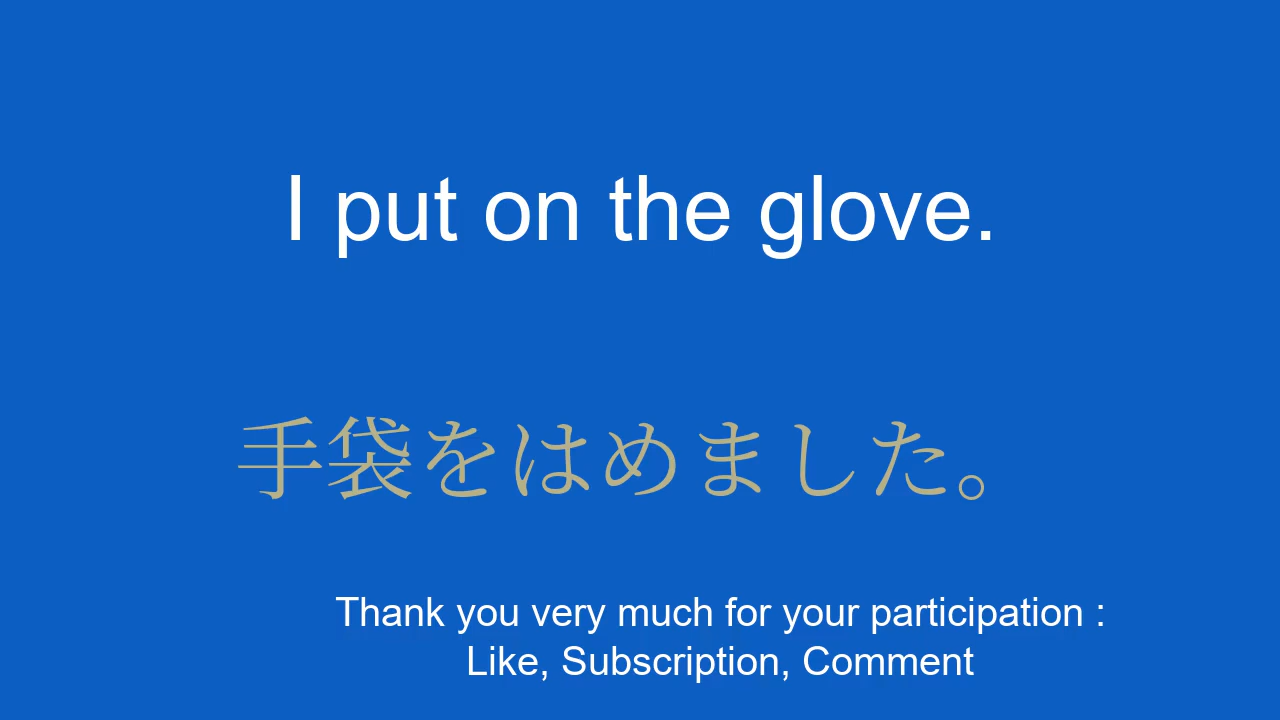 I put on the glove.
手袋をはめました。
Thank you very much for your participation :
Like, Subscription, Comment